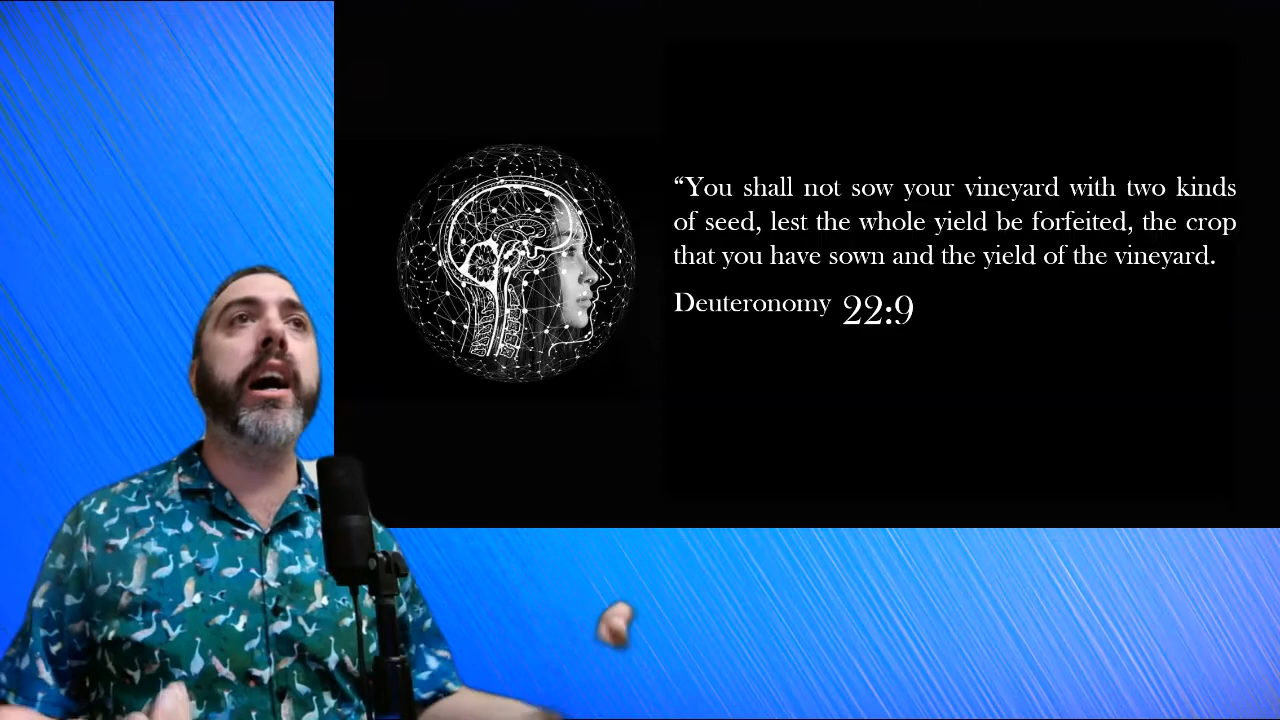 “You shall not sow your vineyard with two kinds
of seed, lest the whole yield be forfeited, the crop
that you have sown and the yield of the vineyard.
Deuteronomy 22:9